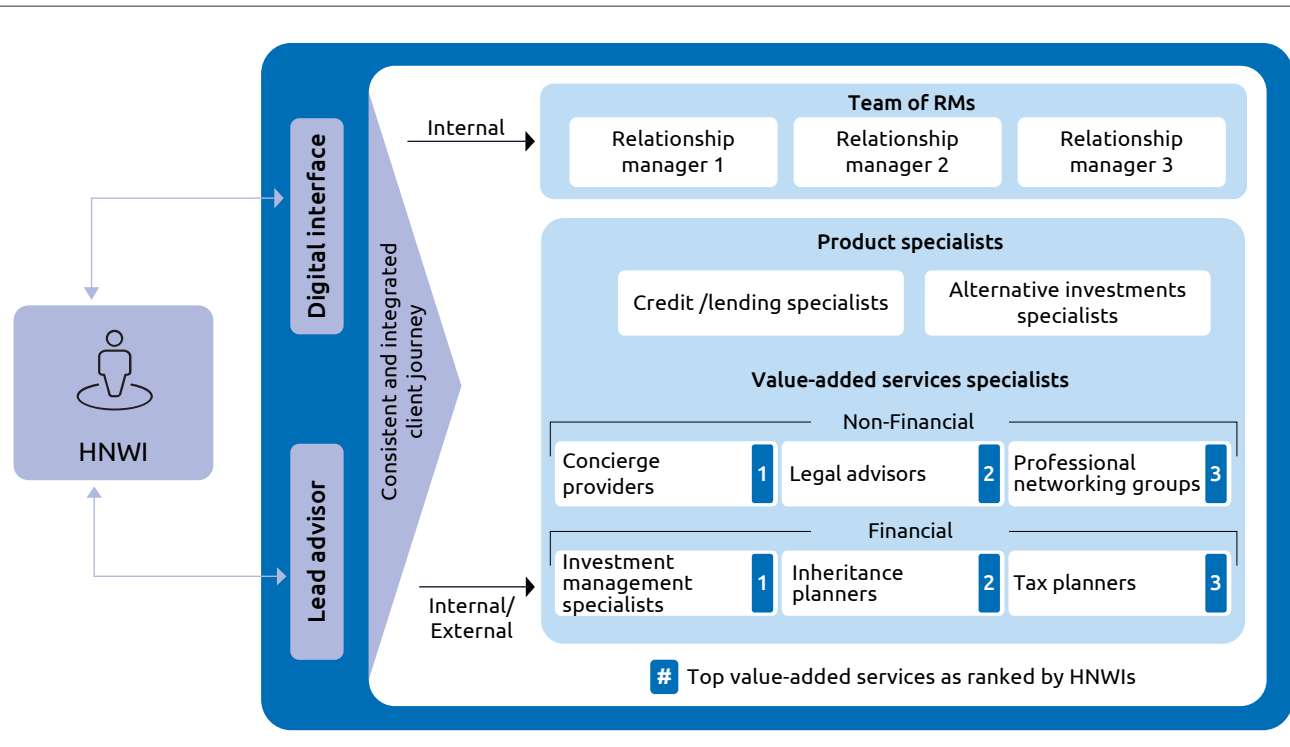 HNWI
Digital interface
Lead advisor
Consistent and integrated
client journey
Internal
Internal/
External
Team of RMs
Relationship
manager 1
Relationship
manager 2
Relationship
manager 3
Product specialists
Credit /lending specialists
Alternative investments
specialists
Value-added services specialists
Non-Financial
Concierge
providers
1
Legal advisors
2
Professional
networking groups
3
Financial
Investment
management
specialists
1
Inheritance
planners
2
Tax planners
3
# Top value-added services as ranked by HNWIs